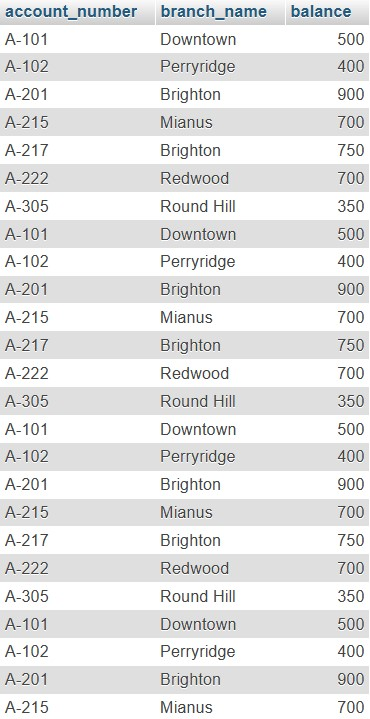 account_number branch_name balance
A-101 Downtown 500
A-102 Perryridge 400
A-201 Brighton 900
A-215 Mianus 700
A-217 Brighton 750
A-222 Redwood 700
A-305 Round Hill 350
A-101 Downtown 500
A-102 Perryridge 400
A-201 Brighton 900
A-215 Mianus 700
A-217 Brighton 750
A-222 Redwood 700
A-305 Round Hill 350
A-101 Downtown 500
A-102 Perryridge 400
A-201 Brighton 900
A-215 Mianus 700
A-217 Brighton 750
A-222 Redwood 700
A-305 Round Hill 350
A-101 Downtown 500
A-102 Perryridge 400
A-201 Brighton 900
A-215 Mianus 700